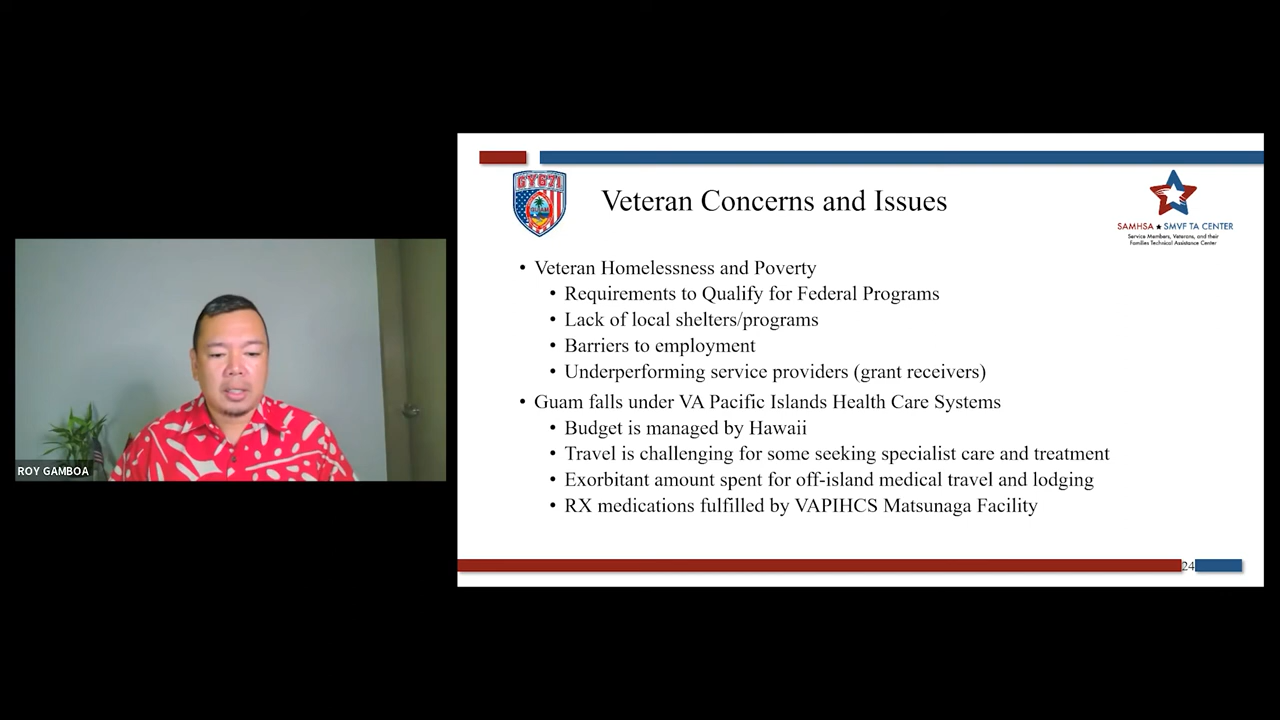 ROY GAMBOA
GY671
GUAM
Veteran Concerns and Issues
SAMHSA ★ SMVF TA CENTER
Service Members, Veterans, and their
Families Technical Assistance Center
• Veteran Homelessness and Poverty
• Requirements to Qualify for Federal Programs
• Lack of local shelters/programs
• Barriers to employment
• Underperforming service providers (grant receivers)
• Guam falls under VA Pacific Islands Health Care Systems
• Budget is managed by Hawaii
• Travel is challenging for some seeking specialist care and treatment
• Exorbitant amount spent for off-island medical travel and lodging
• RX medications fulfilled by VAPIHCS Matsunaga Facility
24